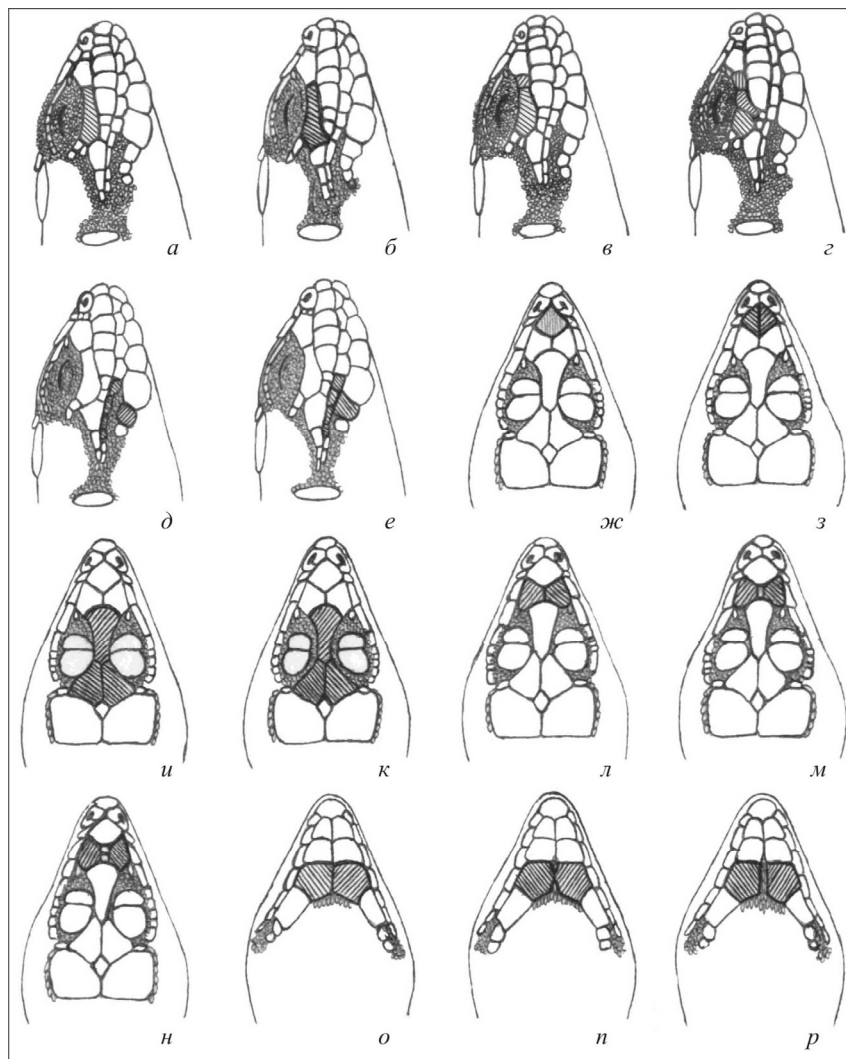 а б в г
д е ж з
и к л м
н о п р